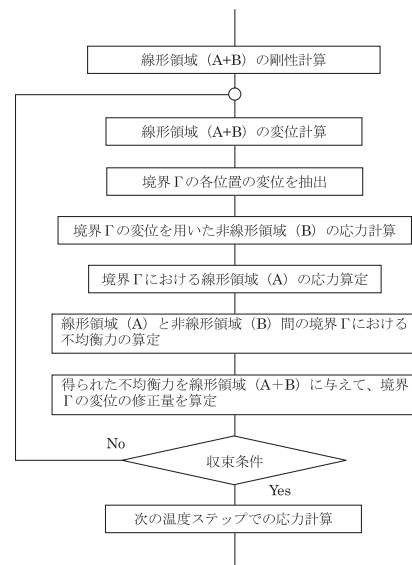 線形領域（A+B）の剛性計算
線形領域（A+B）の変位計算
境界Γの各位置の変位を抽出
境界Γの変位を用いた非線形領域（B）の応力計算
境界Γにおける線形領域（A）の応力算定
線形領域（A）と非線形領域（B）間の境界Γにおける
不均衡力の算定
得られた不均衡力を線形領域（A＋B）に与えて、境界
Γの変位の修正量を算定
No
収束条件
Yes
次の温度ステップでの応力計算